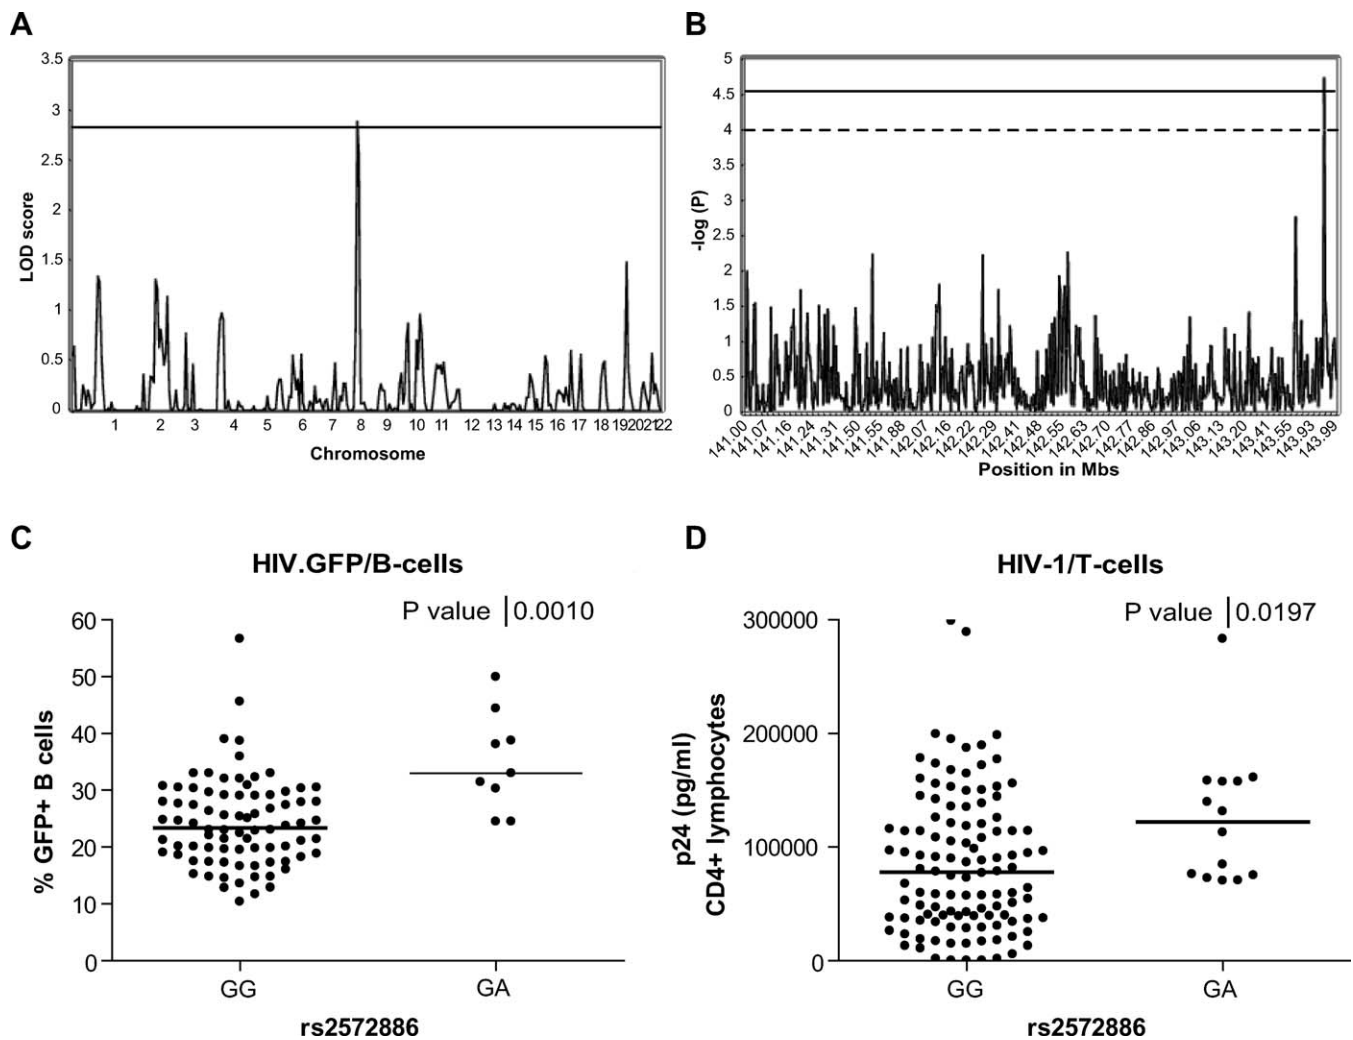 A
3.5
3
2.5
2
1.5
1
0.5
0
LOD score
1 2 3 4 5 6 7 8 9 10 11 12 13 14 15 16 17 18 19202122
Chromosome
B
5
4.5
4
3.5
3
2.5
2
1.5
1
0.5
0
-log (P)
141.00 141.07 141.16 141.24 141.31 141.50 141.55 141.88 142.07 142.16 142.22 142.29 142.41 142.48 142.55 142.63 142.70 142.77 142.86 142.97 143.06 143.13 143.20 143.41 143.55 143.93 143.99
Position in Mbs
C
HIV.GFP/B-cells
P value 0.0010
60
50
40
30
20
10
0
% GFP+ B cells
GG GA
rs2572886
D
HIV-1/T-cells
P value 0.0197
300000
200000
100000
0
p24 (pg/ml)
CD4+ lymphocytes
GG GA
rs2572886